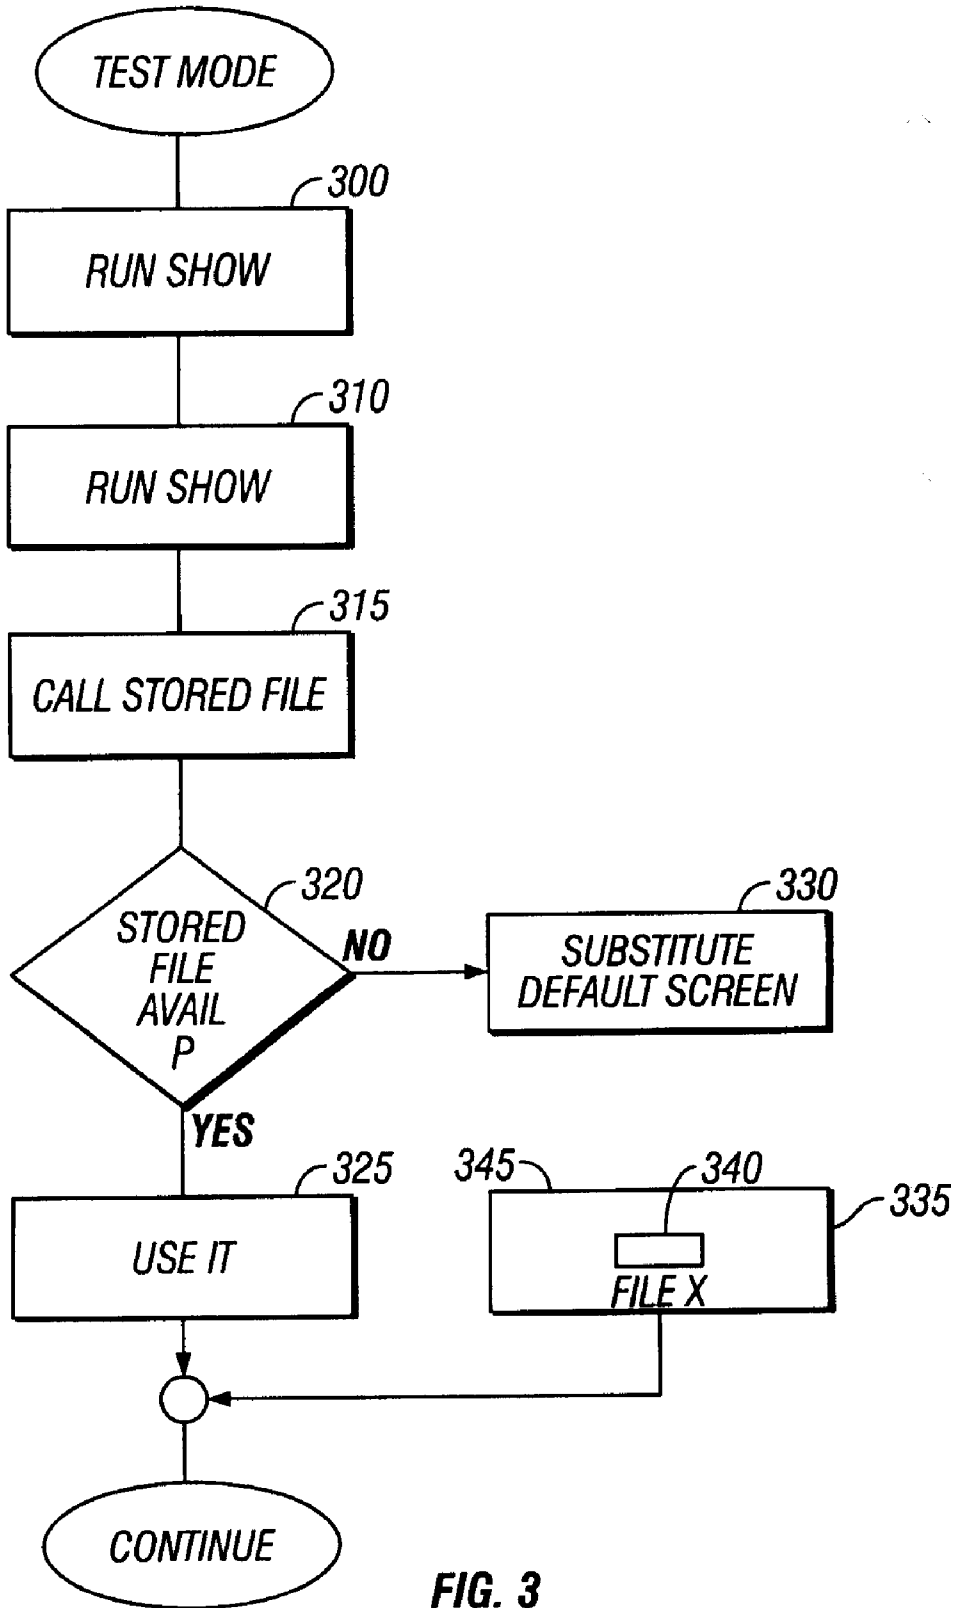 TEST MODE
300
RUN SHOW
310
RUN SHOW
315
CALL STORED FILE
320
STORED
FILE
AVAIL
P
NO
330
SUBSTITUTE
DEFAULT SCREEN
YES
325
USE IT
345
340
335
FILE X
CONTINUE
FIG. 3